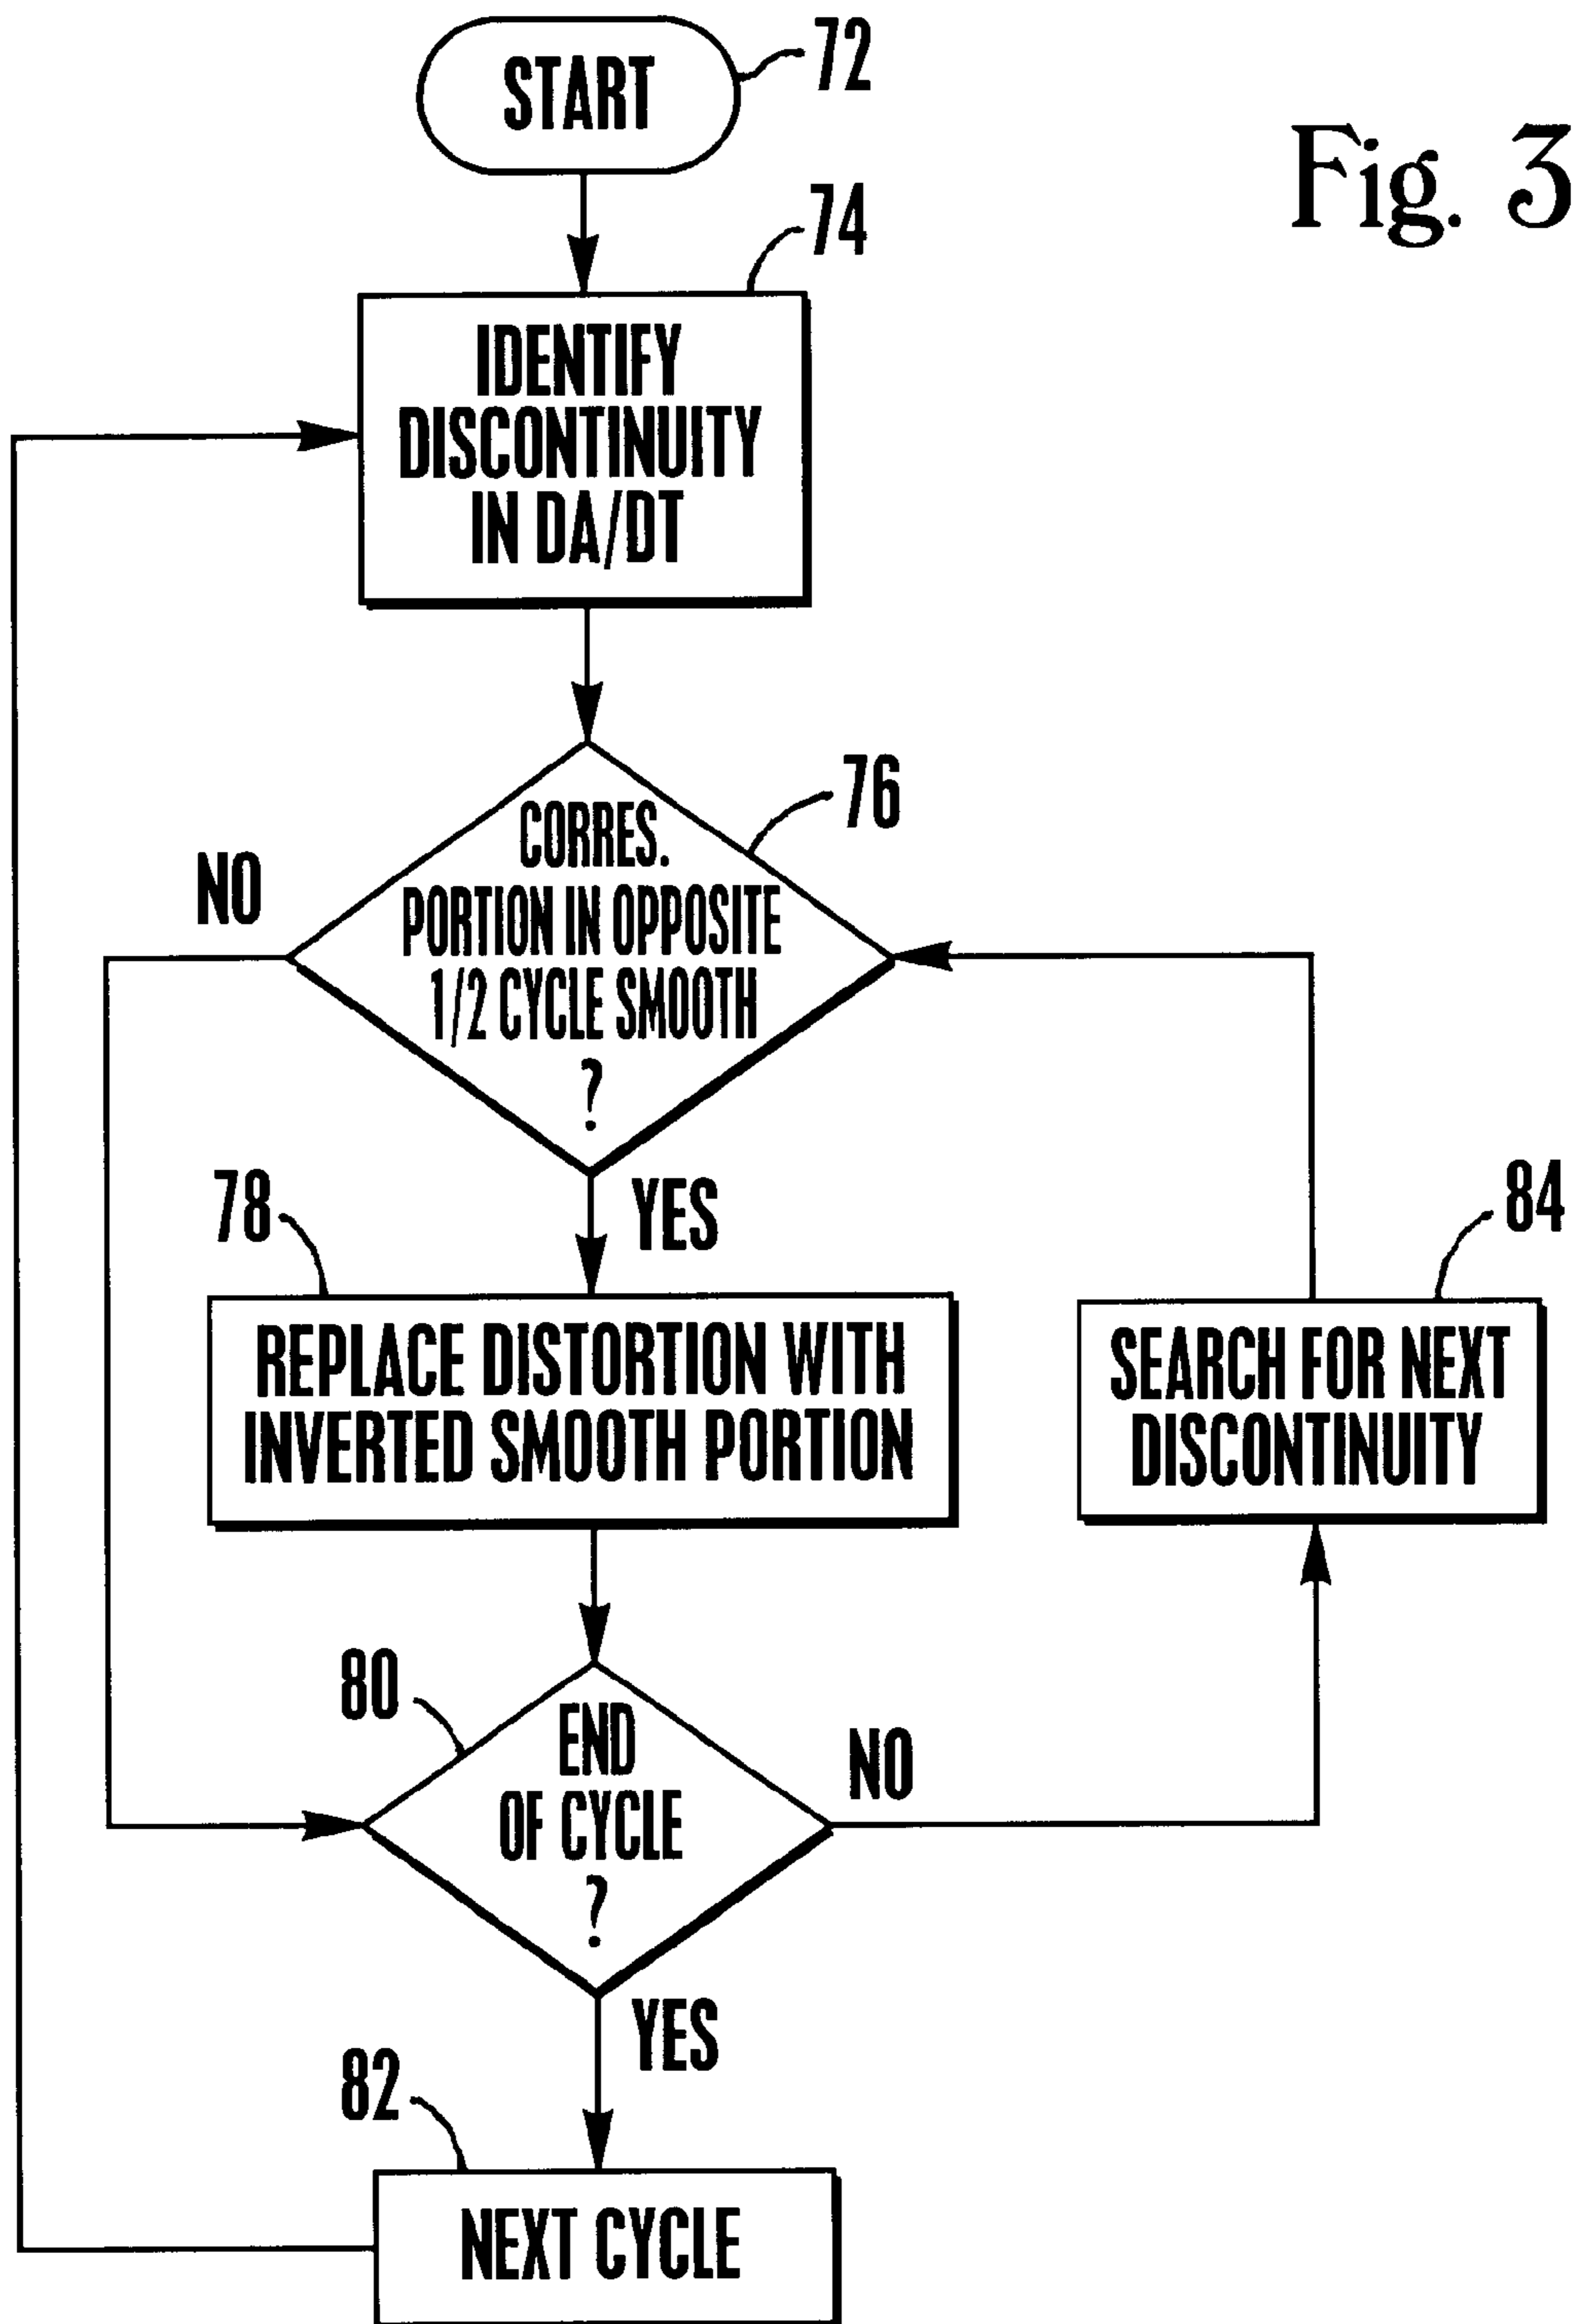 START
72
Fig. 3
74
IDENTIFY
DISCONTINUITY
IN DA/DT
76
CORRES.
PORTION IN OPPOSITE
1/2 CYCLE SMOOTH
?
NO
YES
78
REPLACE DISTORTION WITH
INVERTED SMOOTH PORTION
84
SEARCH FOR NEXT
DISCONTINUITY
80
END
OF CYCLE
?
NO
YES
82
NEXT CYCLE